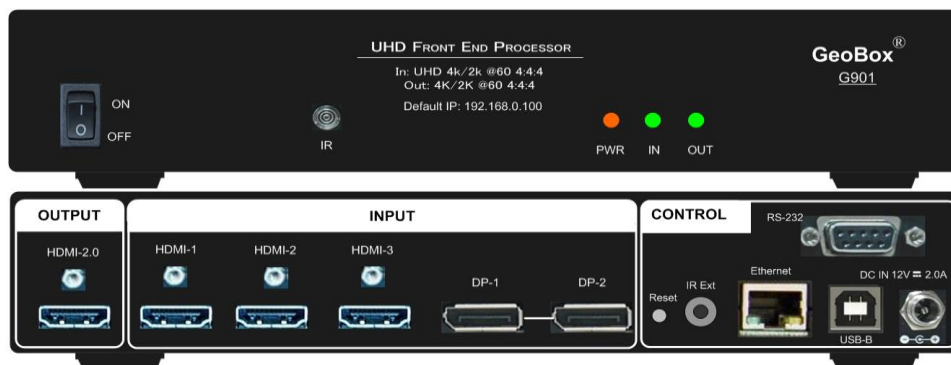 UHD FRONT END PROCESSOR
In: UHD 4k/2k @60 4:4:4
Out: 4K/2K @60 4:4:4
Default IP: 192.168.0.100
GeoBox®
G901
ON
OFF
I
O
IR
PWR IN OUT
OUTPUT
HDMI-2.0
INPUT
HDMI-1 HDMI-2 HDMI-3 DP-1 DP-2
CONTROL
RS-232
Reset
IR Ext
Ethernet
USB-B
DC IN 12V ⎓ 2.0A